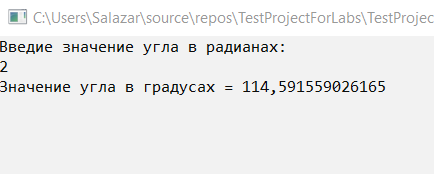 C:\Users\Salazar\source\repos\TestProjectForLabs\TestProjec
Введие значение угла в радианах:
2
Значение угла в градусах = 114,591559026165